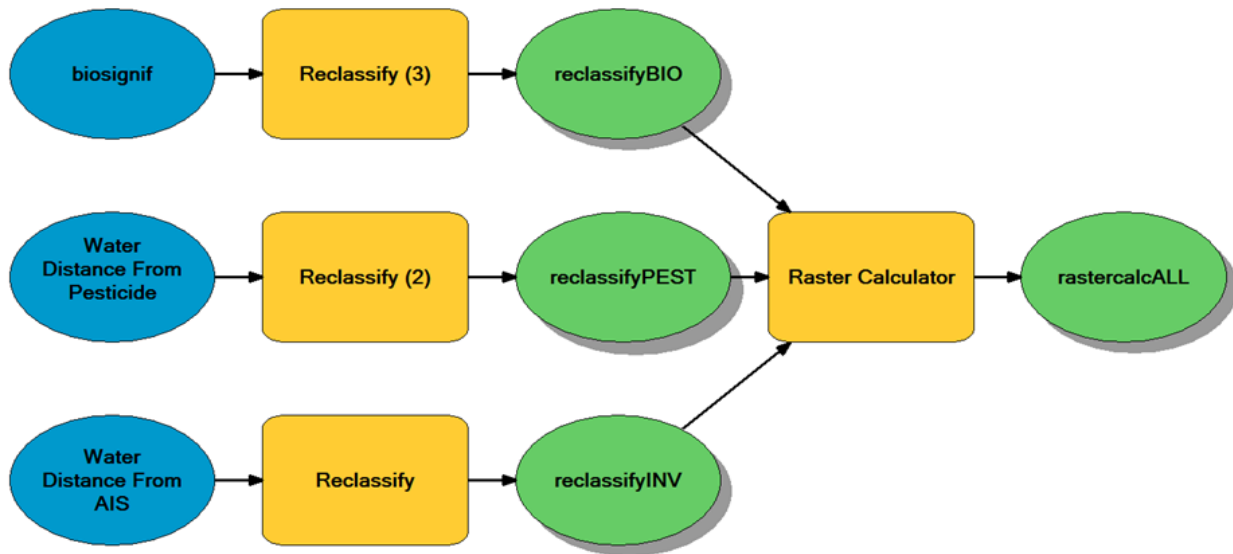 biosignif
Reclassify (3)
reclassifyBIO
Water
Distance From
Pesticide
Reclassify (2)
reclassifyPEST
Raster Calculator
rastercalcALL
Water
Distance From
AIS
Reclassify
reclassifyINV